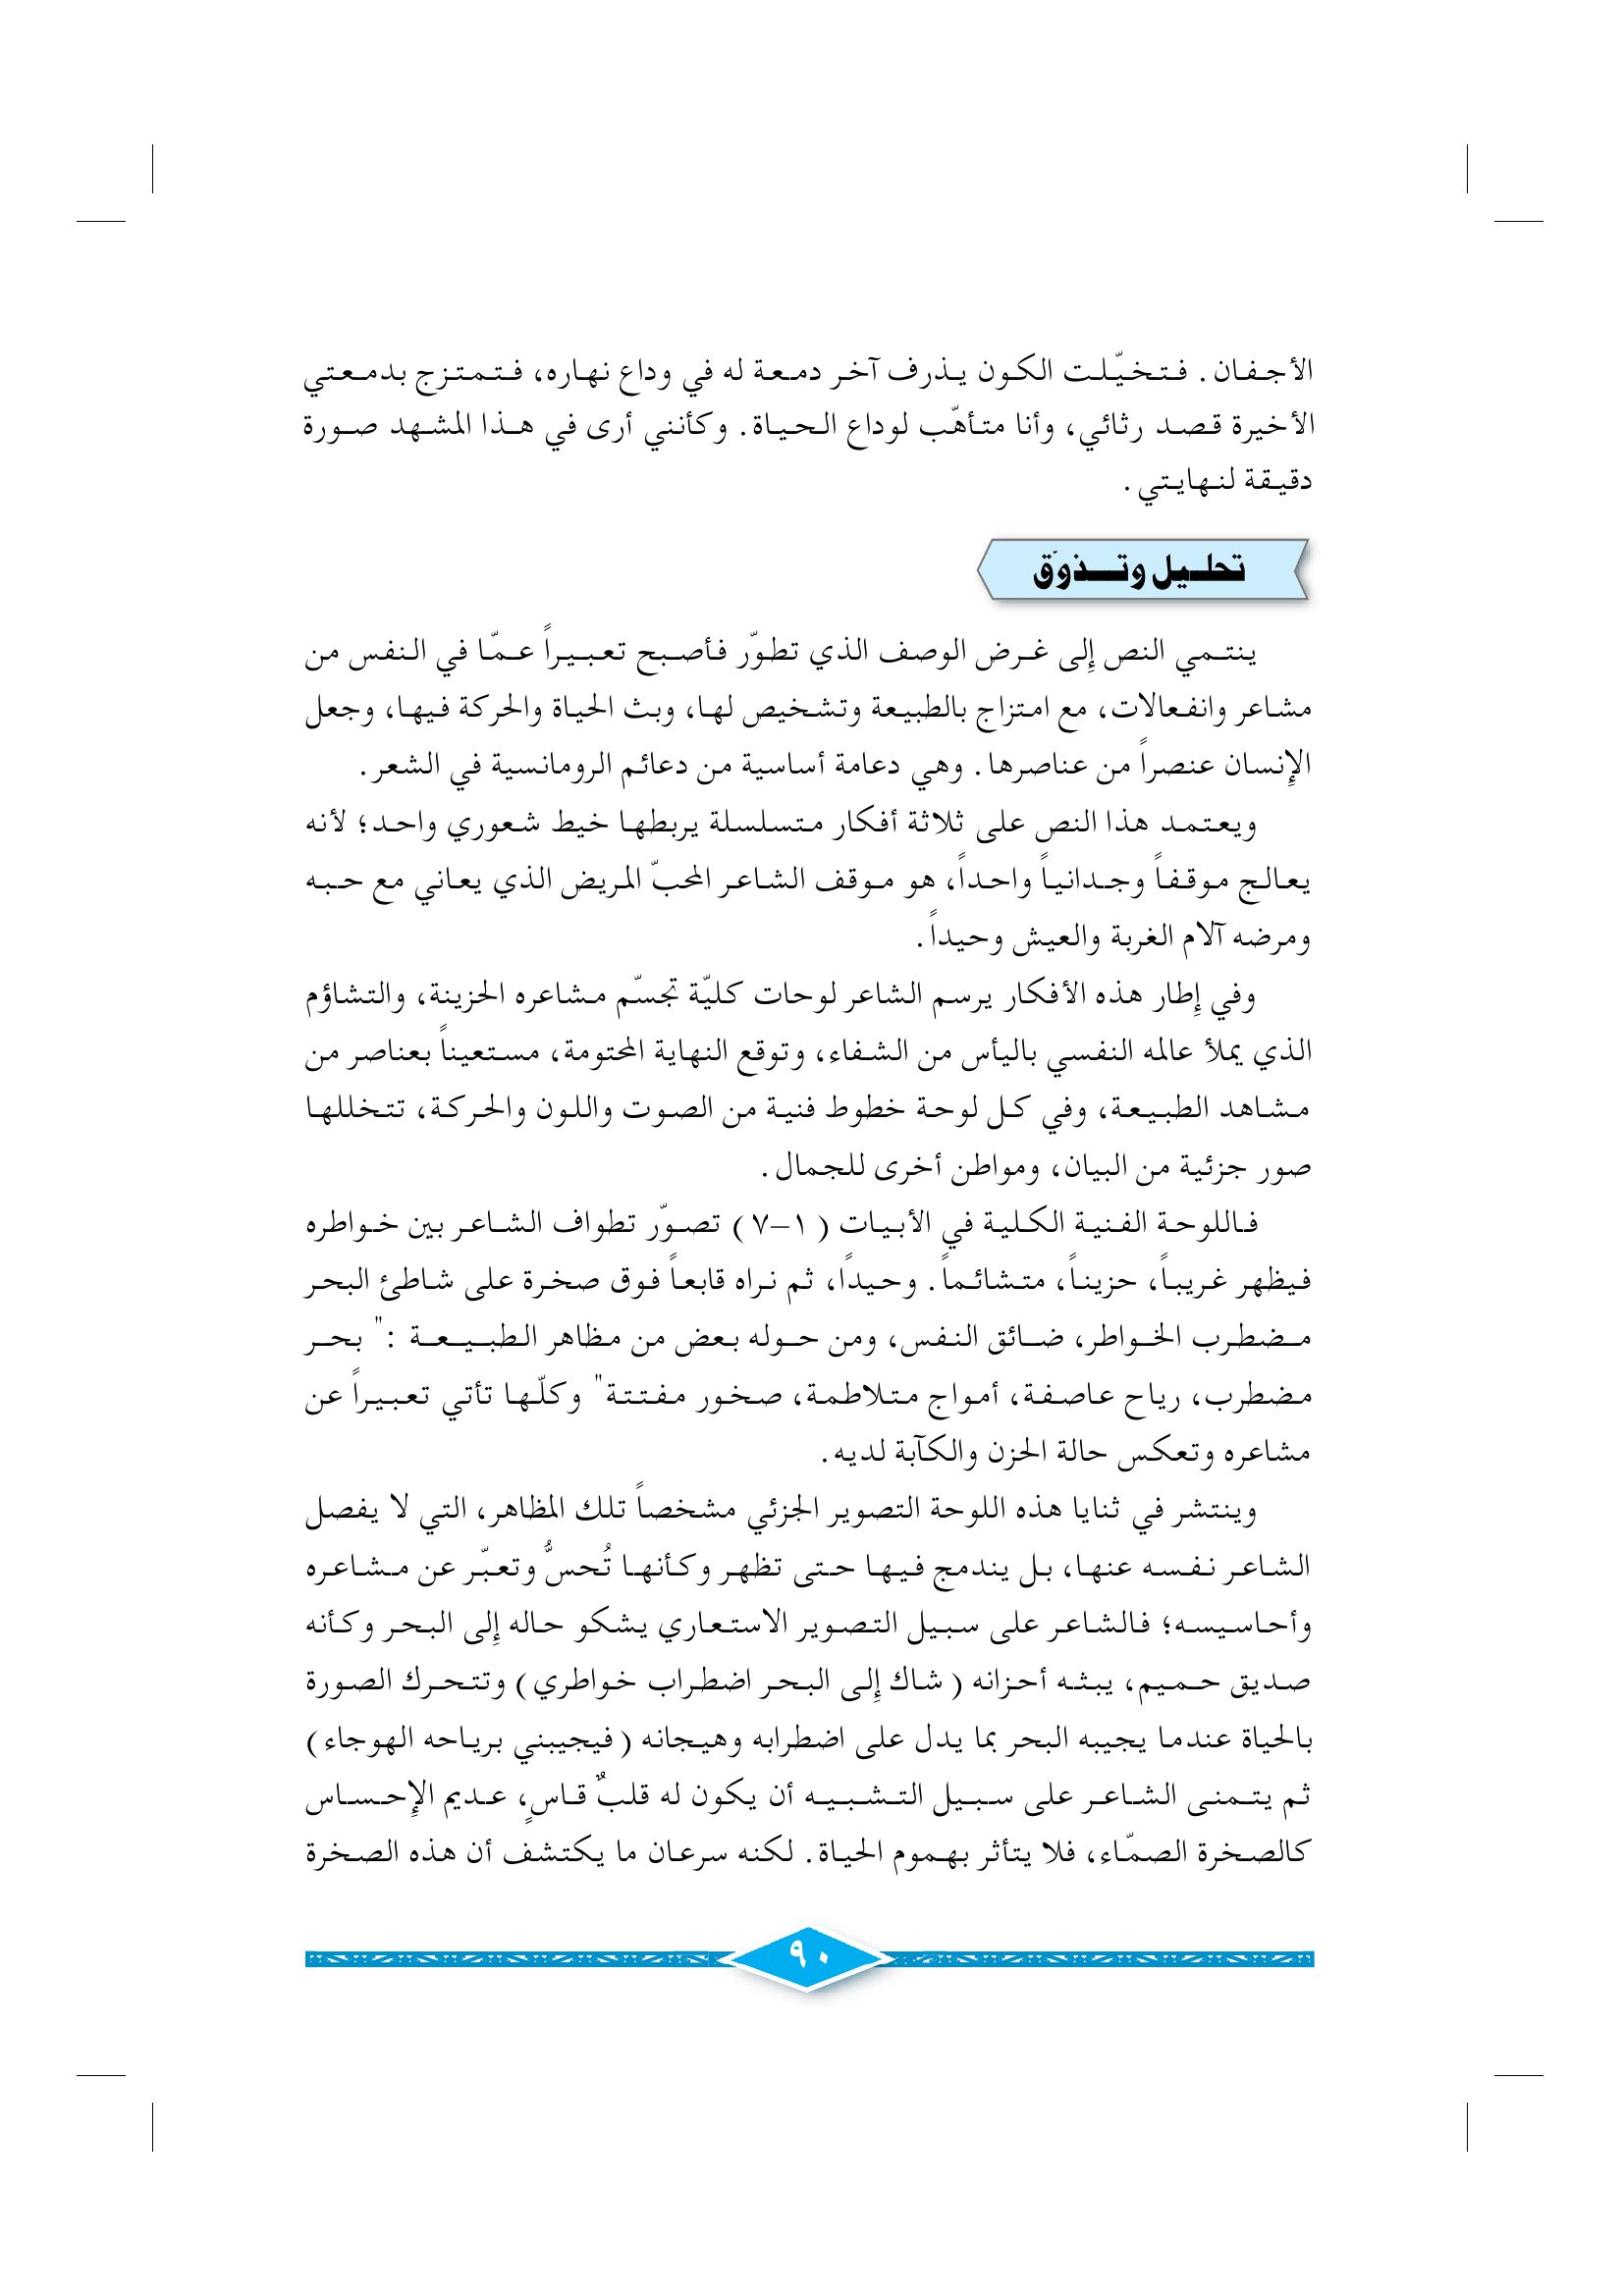 الأجفان. فتخيّلت الكون يذرف آخر دمعة له في وداع نهاره، فتمتزج بدمعتي
الأخيرة قصد رثائي، وأنا متأهّب لوداع الحياة. وكأنني أرى في هذا المشهد صورة
دقيقة لنهايتي.
تحليل وتذوّق
ينتمي النص إِلى غرض الوصف الذي تطوّر فأصبح تعبيراً عمّا في النفس من
مشاعر وانفعالات، مع امتزاج بالطبيعة وتشخيص لها، وبث الحياة والحركة فيها، وجعل
الإِنسان عنصراً من عناصرها. وهي دعامة أساسية من دعائم الرومانسية في الشعر.
ويعتمد هذا النص على ثلاثة أفكار متسلسلة يربطها خيط شعوري واحد؛ لأنه
يعالج موقفاً وجدانياً واحداً، هو موقف الشاعر المحبّ المريض الذي يعاني مع حبه
ومرضه آلام الغربة والعيش وحيداً.
وفي إِطار هذه الأفكار يرسم الشاعر لوحات كليّة تجسّم مشاعره الحزينة، والتشاؤم
الذي يملأ عالمه النفسي باليأس من الشفاء، وتوقع النهاية المحتومة، مستعيناً بعناصر من
مشاهد الطبيعة، وفي كل لوحة خطوط فنية من الصوت واللون والحركة، تتخللها
صور جزئية من البيان، ومواطن أخرى للجمال.
فاللوحة الفنية الكلية في الأبيات (١–٧) تصوّر تطواف الشاعر بين خواطره
فيظهر غريباً، حزيناً، متشائماً. وحيدًا، ثم نراه قابعاً فوق صخرة على شاطئ البحر
مضطرب الخواطر، ضائق النفس، ومن حوله بعض من مظاهر الطبيعة :" بحر
مضطرب، رياح عاصفة، أمواج متلاطمة، صخور مفتتة" وكلّها تأتي تعبيراً عن
مشاعره وتعكس حالة الحزن والكآبة لديه.
وينتشر في ثنايا هذه اللوحة التصوير الجزئي مشخصاً تلك المظاهر، التي لا يفصل
الشاعر نفسه عنها، بل يندمج فيها حتى تظهر وكأنها تُحسُّ وتعبّر عن مشاعره
وأحاسيسه؛ فالشاعر على سبيل التصوير الاستعاري يشكو حاله إِلى البحر وكأنه
صديق حميم، يبثه أحزانه (شاك إِلى البحر اضطراب خواطري) وتتحرك الصورة
بالحياة عندما يجيبه البحر بما يدل على اضطرابه وهيجانه (فيجيبني برياحه الهوجاء)
ثم يتمنى الشاعر على سبيل التشبيه أن يكون له قلبٌ قاسٍ، عديم الإِحساس
كالصخرة الصمّاء، فلا يتأثر بهموم الحياة. لكنه سرعان ما يكتشف أن هذه الصخرة
٩٠